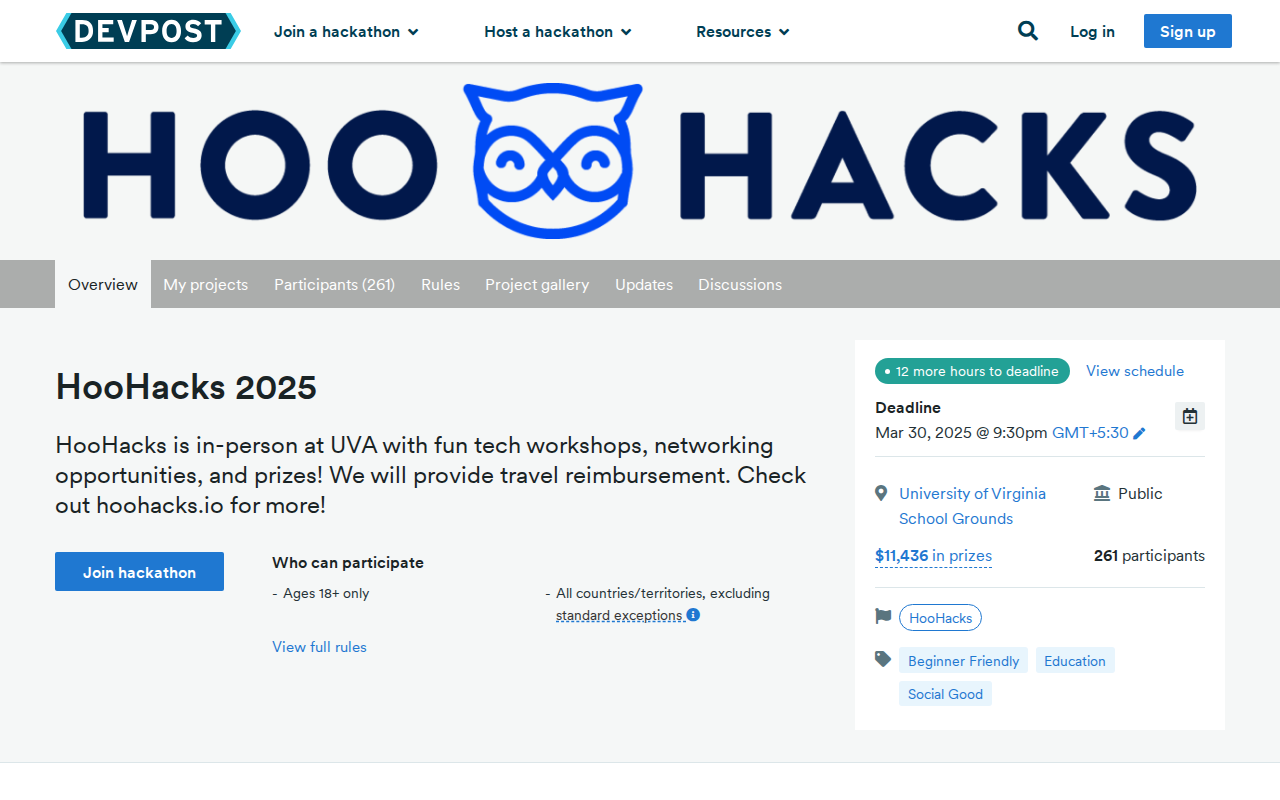 DEVPOST
Join a hackathon
Host a hackathon
Resources
Log in
Sign up
HOO HACKS
Overview
My projects
Participants (261)
Rules
Project gallery
Updates
Discussions
HooHacks 2025
HooHacks is in-person at UVA with fun tech workshops, networking
opportunities, and prizes! We will provide travel reimbursement. Check
out hoohacks.io for more!
Join hackathon
Who can participate
- Ages 18+ only
- All countries/territories, excluding
standard exceptions
View full rules
12 more hours to deadline
View schedule
Deadline
Mar 30, 2025 @ 9:30pm GMT+5:30
University of Virginia
School Grounds
Public
$11,436 in prizes
261 participants
HooHacks
Beginner Friendly
Education
Social Good